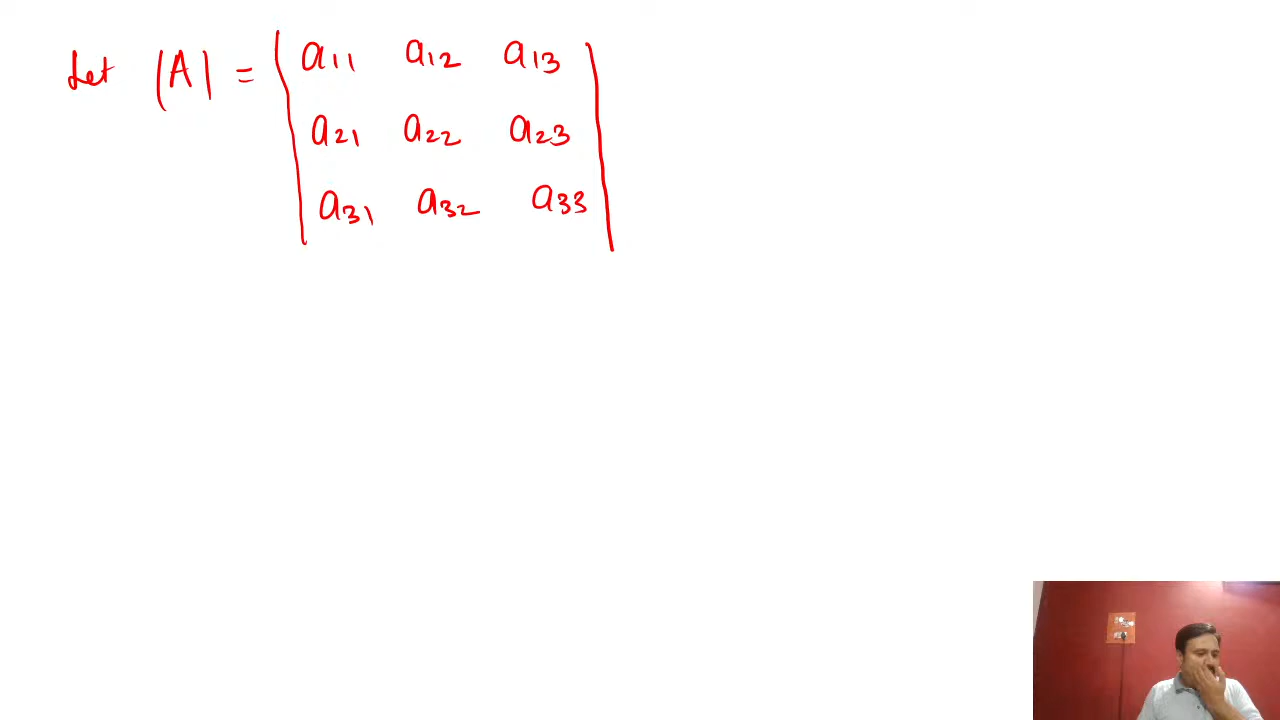 Let |A| = | a11 a12 a13 |
| a21 a22 a23 |
| a31 a32 a33 |